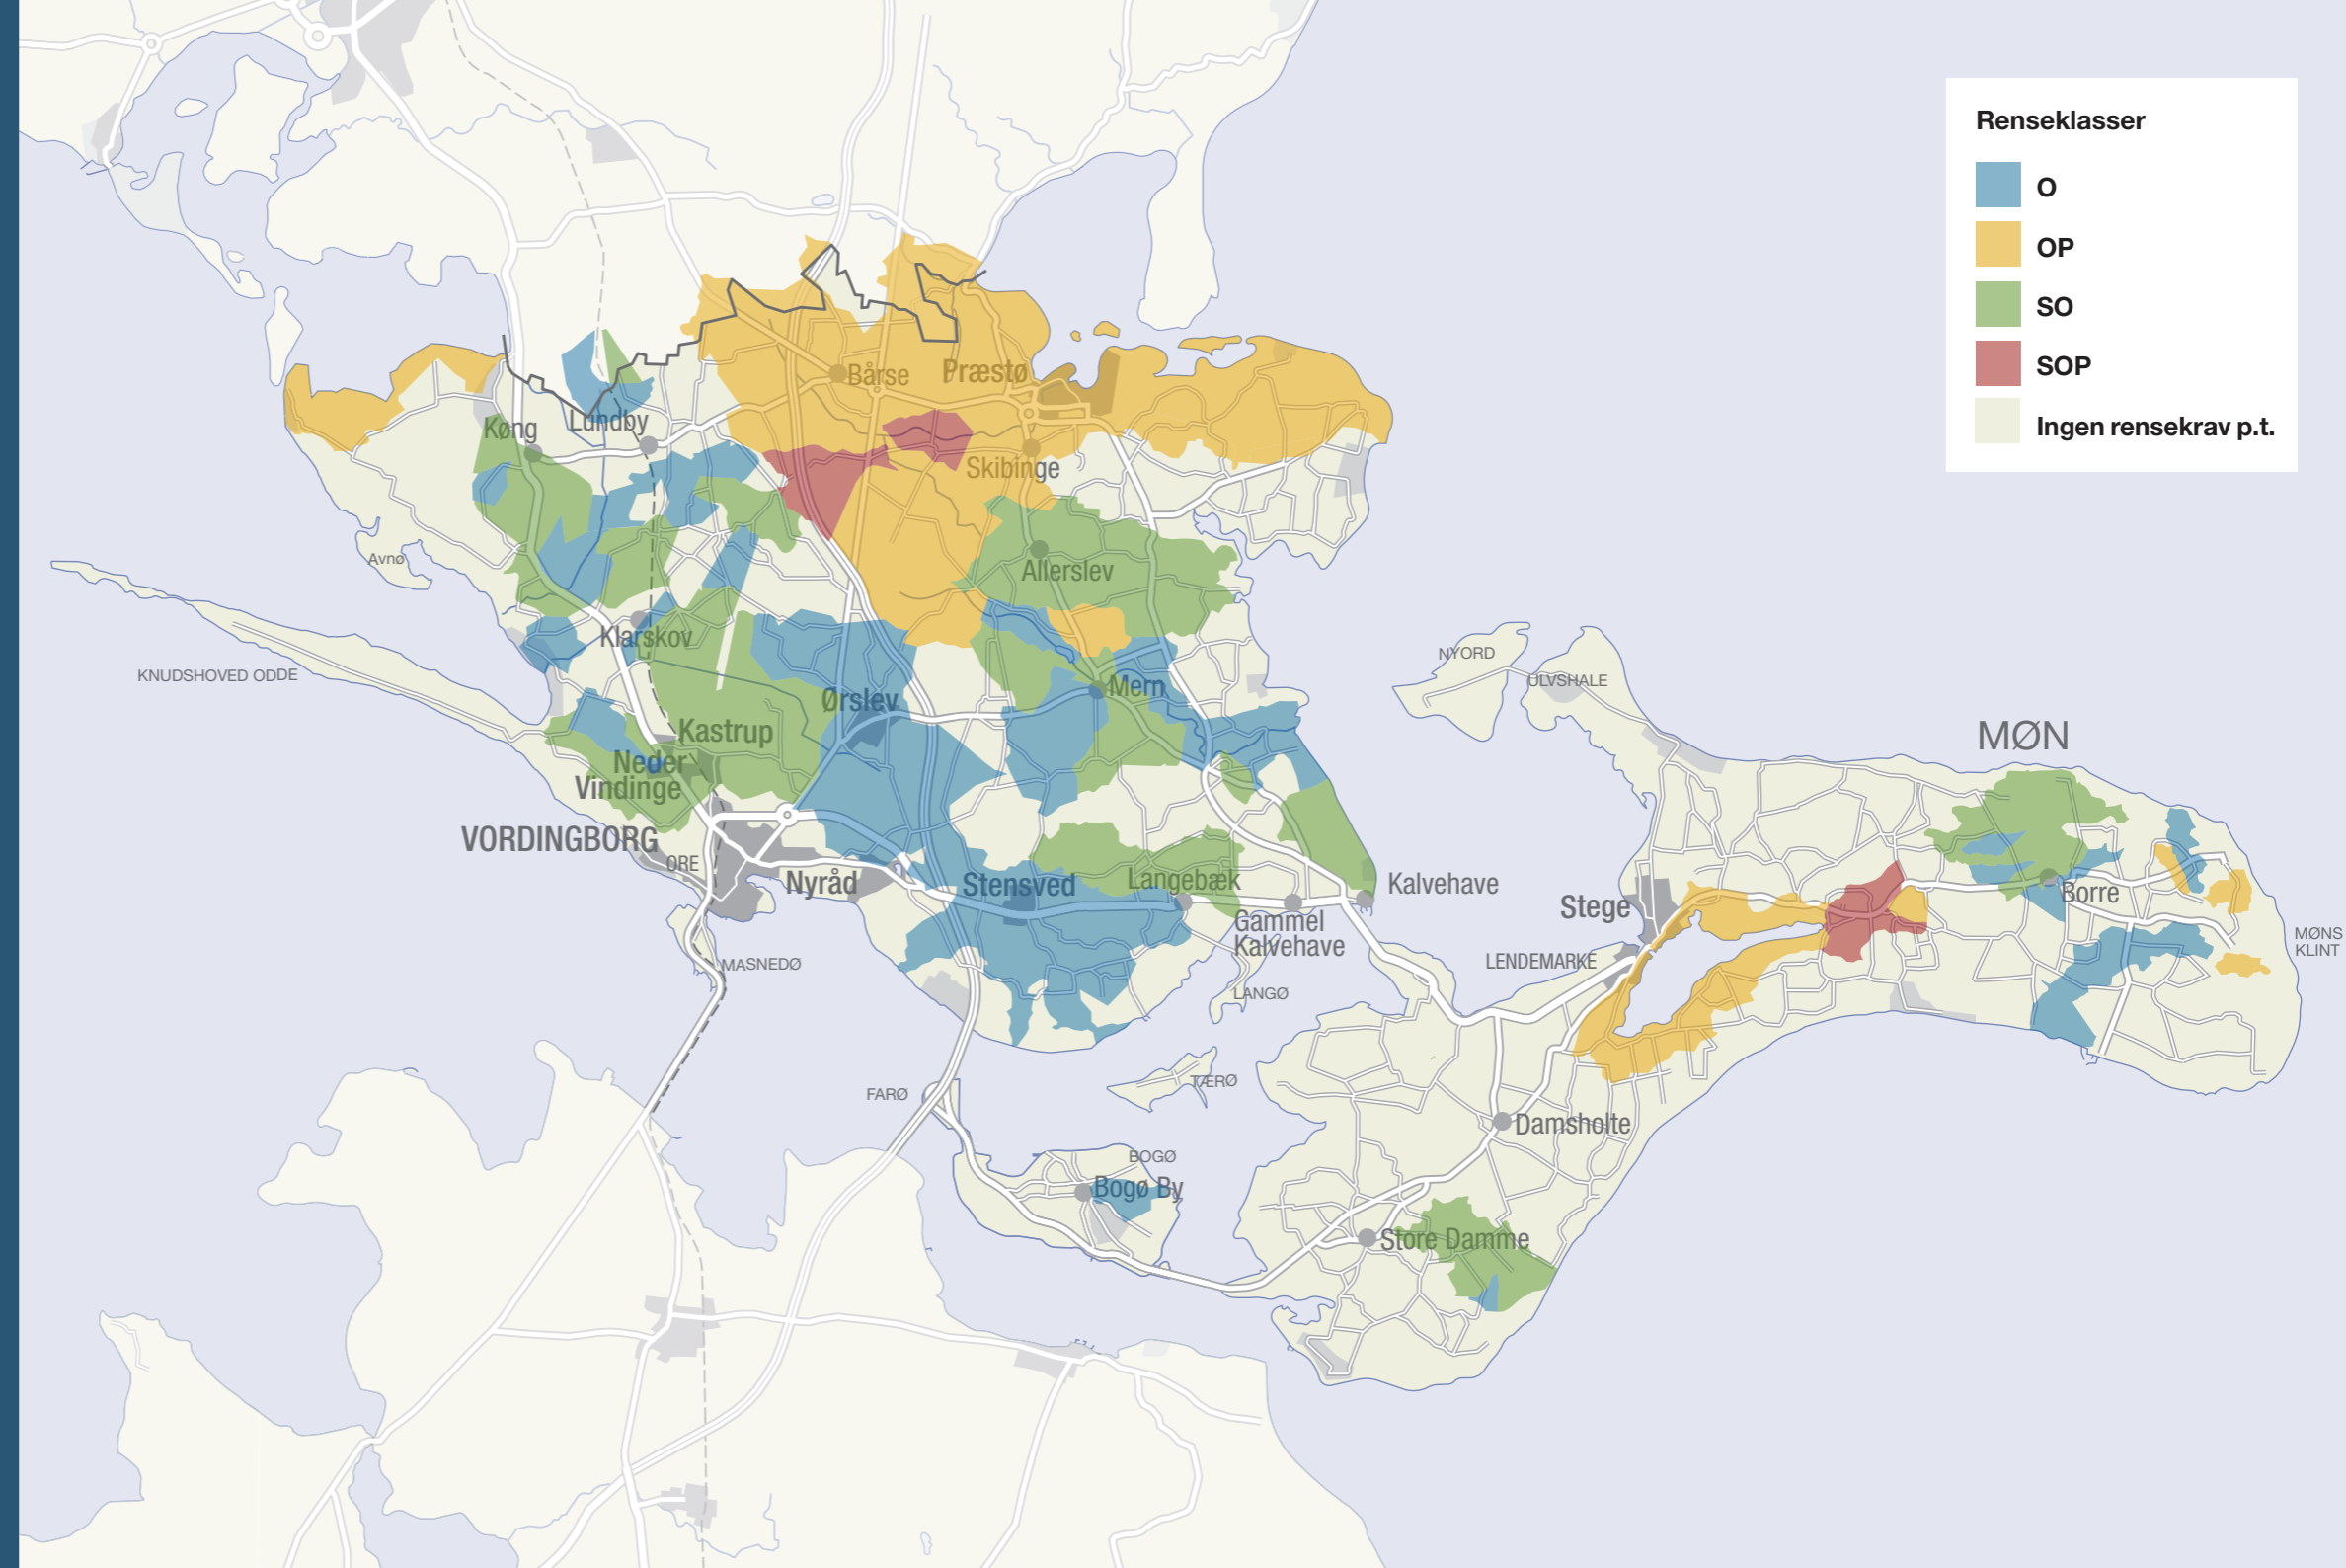 Renseklasser
O
OP
SO
SOP
Ingen rensekrav p.t.
Bårse
Præstø
Køng
Lundby
Skibinge
Avnø
Allerslev
Klarskov
KNUDSHOVED ODDE
NYORD
ULVSHALE
Mern
Ørslev
Kastrup
MØN
Neder
Vindinge
VORDINGBORG
ORE
Nyråd
Stensved
Langebæk
Kalvehave
Gammel
Kalvehave
Stege
Borre
MØNS
KLINT
LENDEMARKE
MASNEDØ
LANGØ
FARØ
TÆRØ
Damsholte
BOGØ
Bogø By
Store Damme